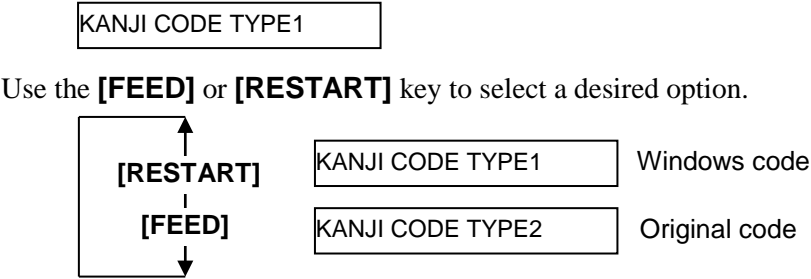 KANJI CODE TYPE1
Use the [FEED] or [RESTART] key to select a desired option.
[RESTART] KANJI CODE TYPE1 Windows code
[FEED] KANJI CODE TYPE2 Original code